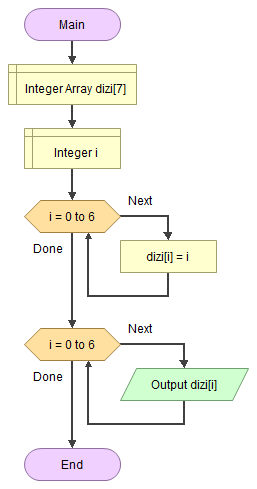 Main
Integer Array dizi[7]
Integer i
i = 0 to 6
Next
dizi[i] = i
Done
i = 0 to 6
Next
Output dizi[i]
Done
End